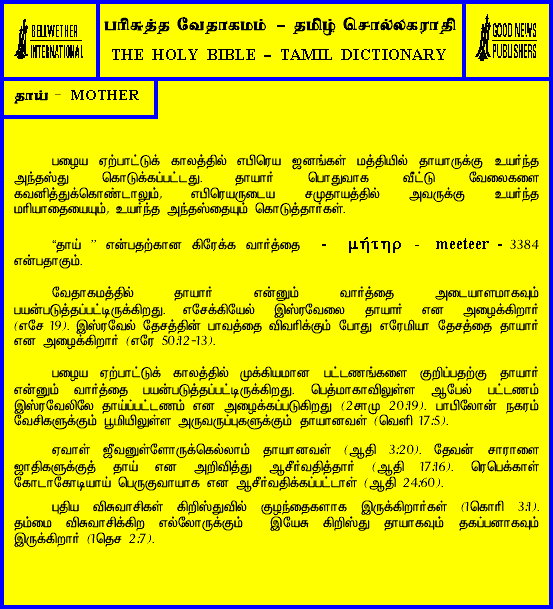 BELLWETHER
INTERNATIONAL
பரிசுத்த வேதாகமம் – தமிழ் சொல்லகராதி
THE HOLY BIBLE – TAMIL DICTIONARY
GOOD NEWS
PUBLISHERS
தாய் – MOTHER
பழைய ஏற்பாட்டுக் காலத்தில் எபிரெய ஜனங்கள் மத்தியில் தாயாருக்கு உயர்ந்த
அந்தஸ்து கொடுக்கப்பட்டது. தாயார் பொதுவாக வீட்டு வேலைகளை
கவனித்துக்கொண்டாலும், எபிரெயருடைய சமுதாயத்தில் அவருக்கு உயர்ந்த
மரியாதையையும், உயர்ந்த அந்தஸ்தையும் கொடுத்தார்கள்.
“தாய் ” என்பதற்கான கிரேக்க வார்த்தை - μήτηρ - meeteer - 3384
என்பதாகும்.
வேதாகமத்தில் தாயார் என்னும் வார்த்தை அடையாளமாகவும்
பயன்படுத்தப்பட்டிருக்கிறது. எசேக்கியேல் இஸ்ரவேலை தாயார் என அழைக்கிறார்
(எசே 19). இஸ்ரவேல் தேசத்தின் பாவத்தை விவரிக்கும் போது எரேமியா தேசத்தை தாயார்
என அழைக்கிறார் (எரே 50:12-13).
பழைய ஏற்பாட்டுக் காலத்தில் முக்கியமான பட்டணங்களை குறிப்பதற்கு தாயார்
என்னும் வார்த்தை பயன்படுத்தப்பட்டிருக்கிறது. பெத்மாகாவிலுள்ள ஆபேல் பட்டணம்
இஸ்ரவேலிலே தாய்ப்பட்டணம் என அழைக்கப்படுகிறது (2சாமு 20:19). பாபிலோன் நகரம்
வேசிகளுக்கும் பூமியிலுள்ள அருவருப்புகளுக்கும் தாயானவள் (வெளி 17:5).
ஏவாள் ஜீவனுள்ளோருக்கெல்லாம் தாயானவள் (ஆதி 3:20). தேவன் சாராளை
ஜாதிகளுக்குத் தாய் என அறிவித்து ஆசீர்வதித்தார் (ஆதி 17:16). ரெபெக்காள்
கோடாகோடியாய் பெருகுவாயாக என ஆசீர்வதிக்கப்பட்டாள் (ஆதி 24:60).
புதிய விசுவாசிகள் கிறிஸ்துவில் குழந்தைகளாக இருக்கிறார்கள் (1கொரி 3:1).
தம்மை விசுவாசிக்கிற எல்லோருக்கும் இயேசு கிறிஸ்து தாயாகவும் தகப்பனாகவும்
இருக்கிறார் (1தெச 2:7).